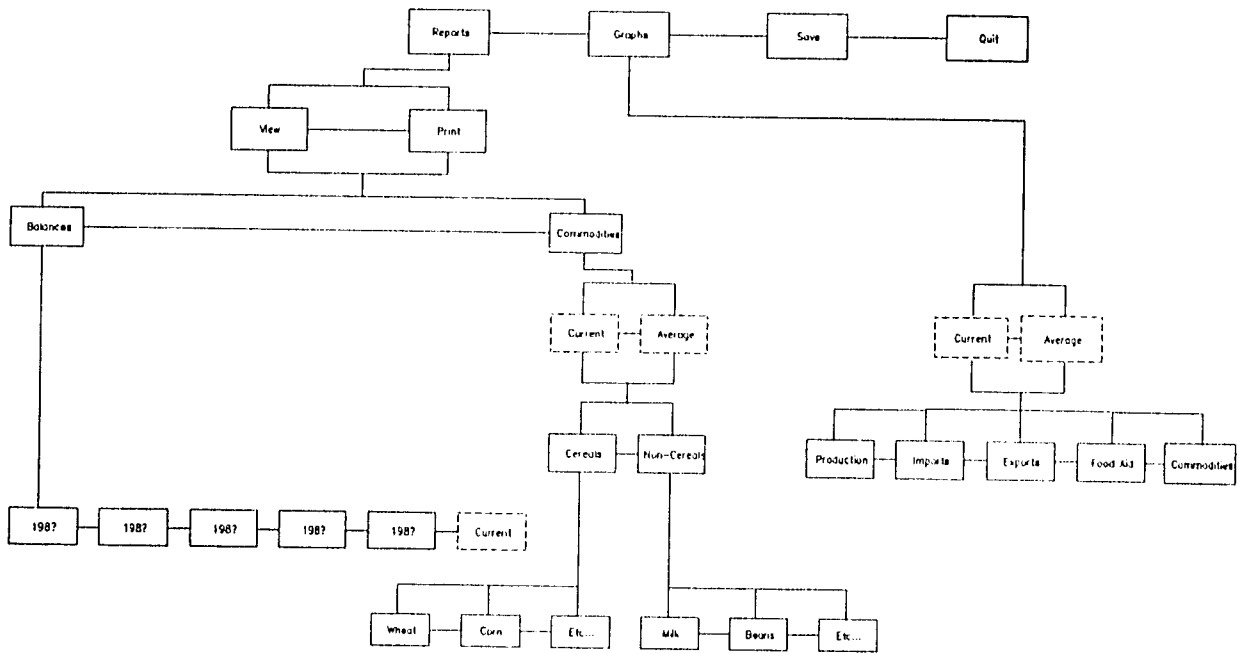 Reports
Graphs
Save
Quit
View
Print
Balances
Commodities
Current
Average
Current
Average
Cereals
Non-Cereals
Production
Imports
Exports
Food Aid
Commodities
198?
198?
198?
198?
198?
Current
Wheat
Corn
Etc...
Milk
Beans
Etc...